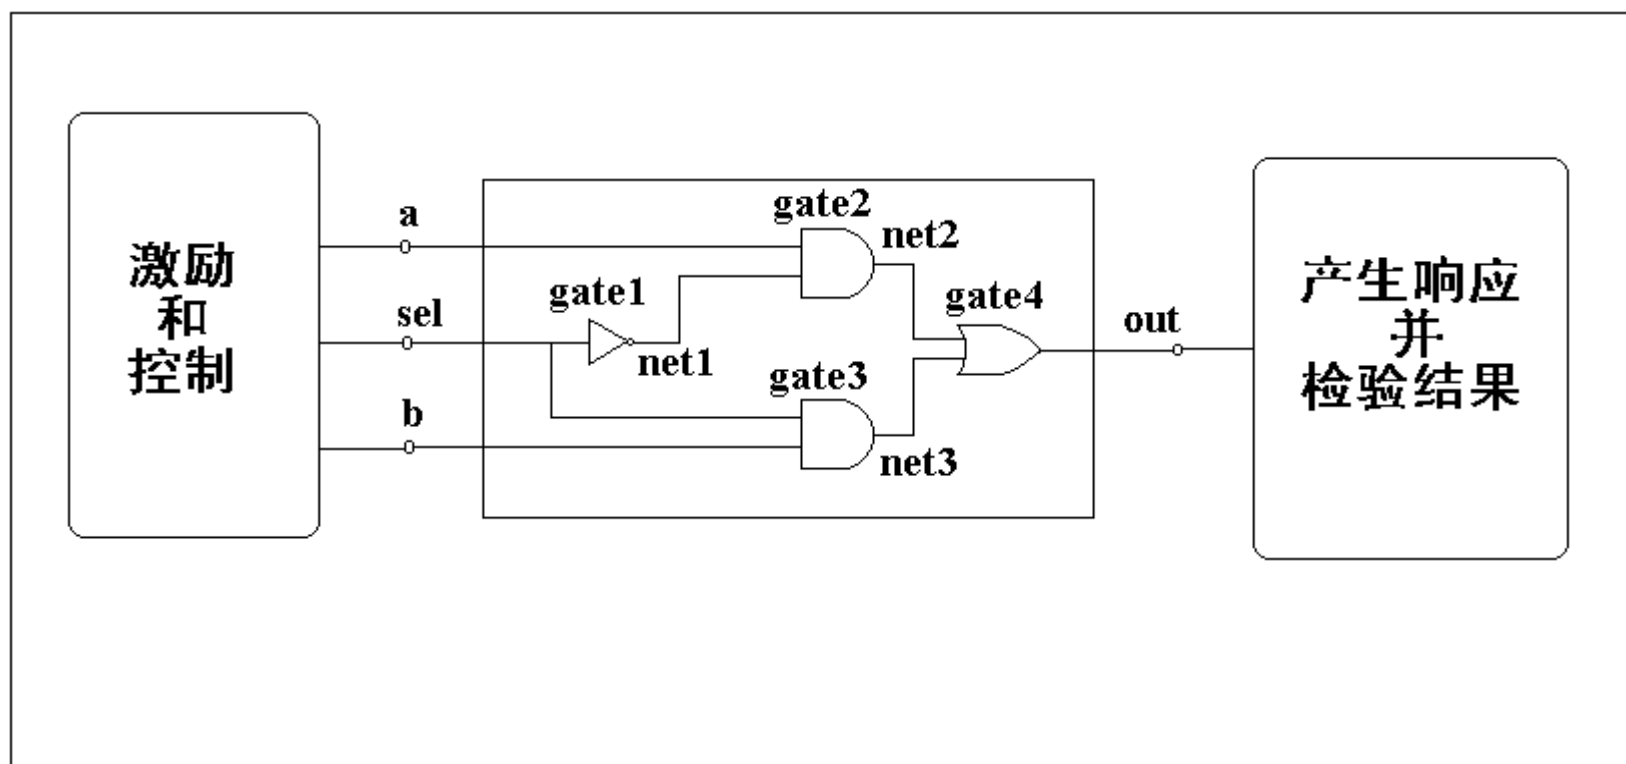 激励
和
控制
a
sel
b
gate1
net1
gate2
net2
gate3
net3
gate4
out
产生响应
并
检验结果